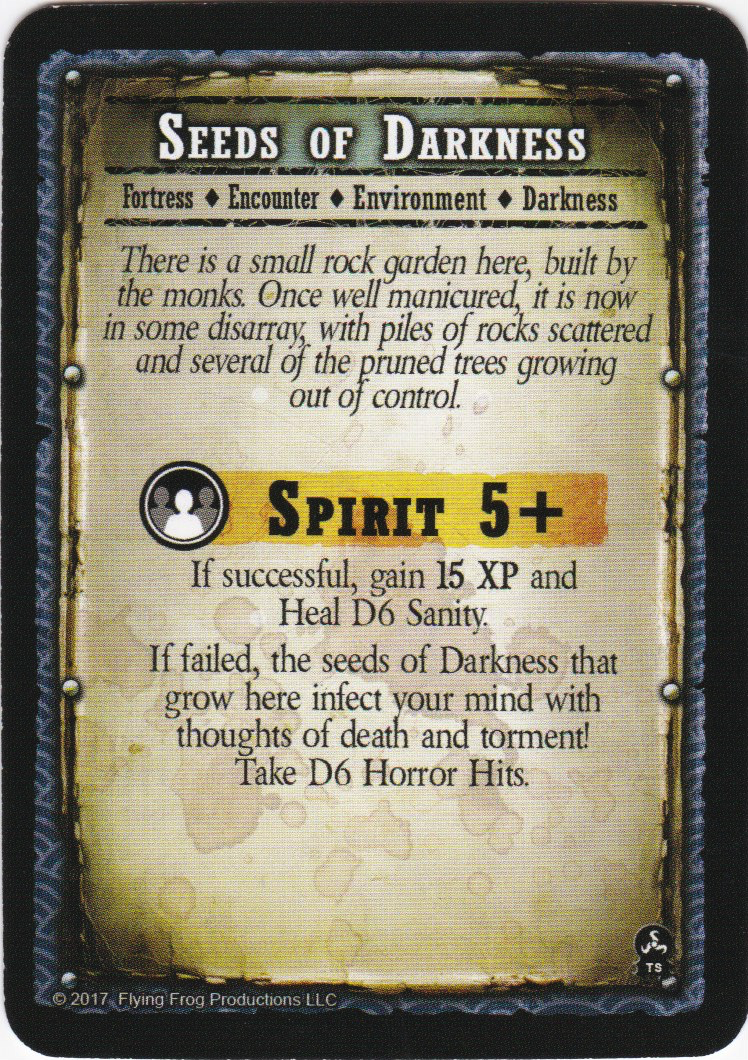 Seeds of Darkness
Fortress ♦ Encounter ♦ Environment ♦ Darkness
There is a small rock garden here, built by
the monks. Once well manicured, it is now
in some disarray, with piles of rocks scattered
and several of the pruned trees growing
out of control.
Spirit 5+
If successful, gain 15 XP and
Heal D6 Sanity.
If failed, the seeds of Darkness that
grow here infect your mind with
thoughts of death and torment!
Take D6 Horror Hits.
TS
© 2017 Flying Frog Productions LLC